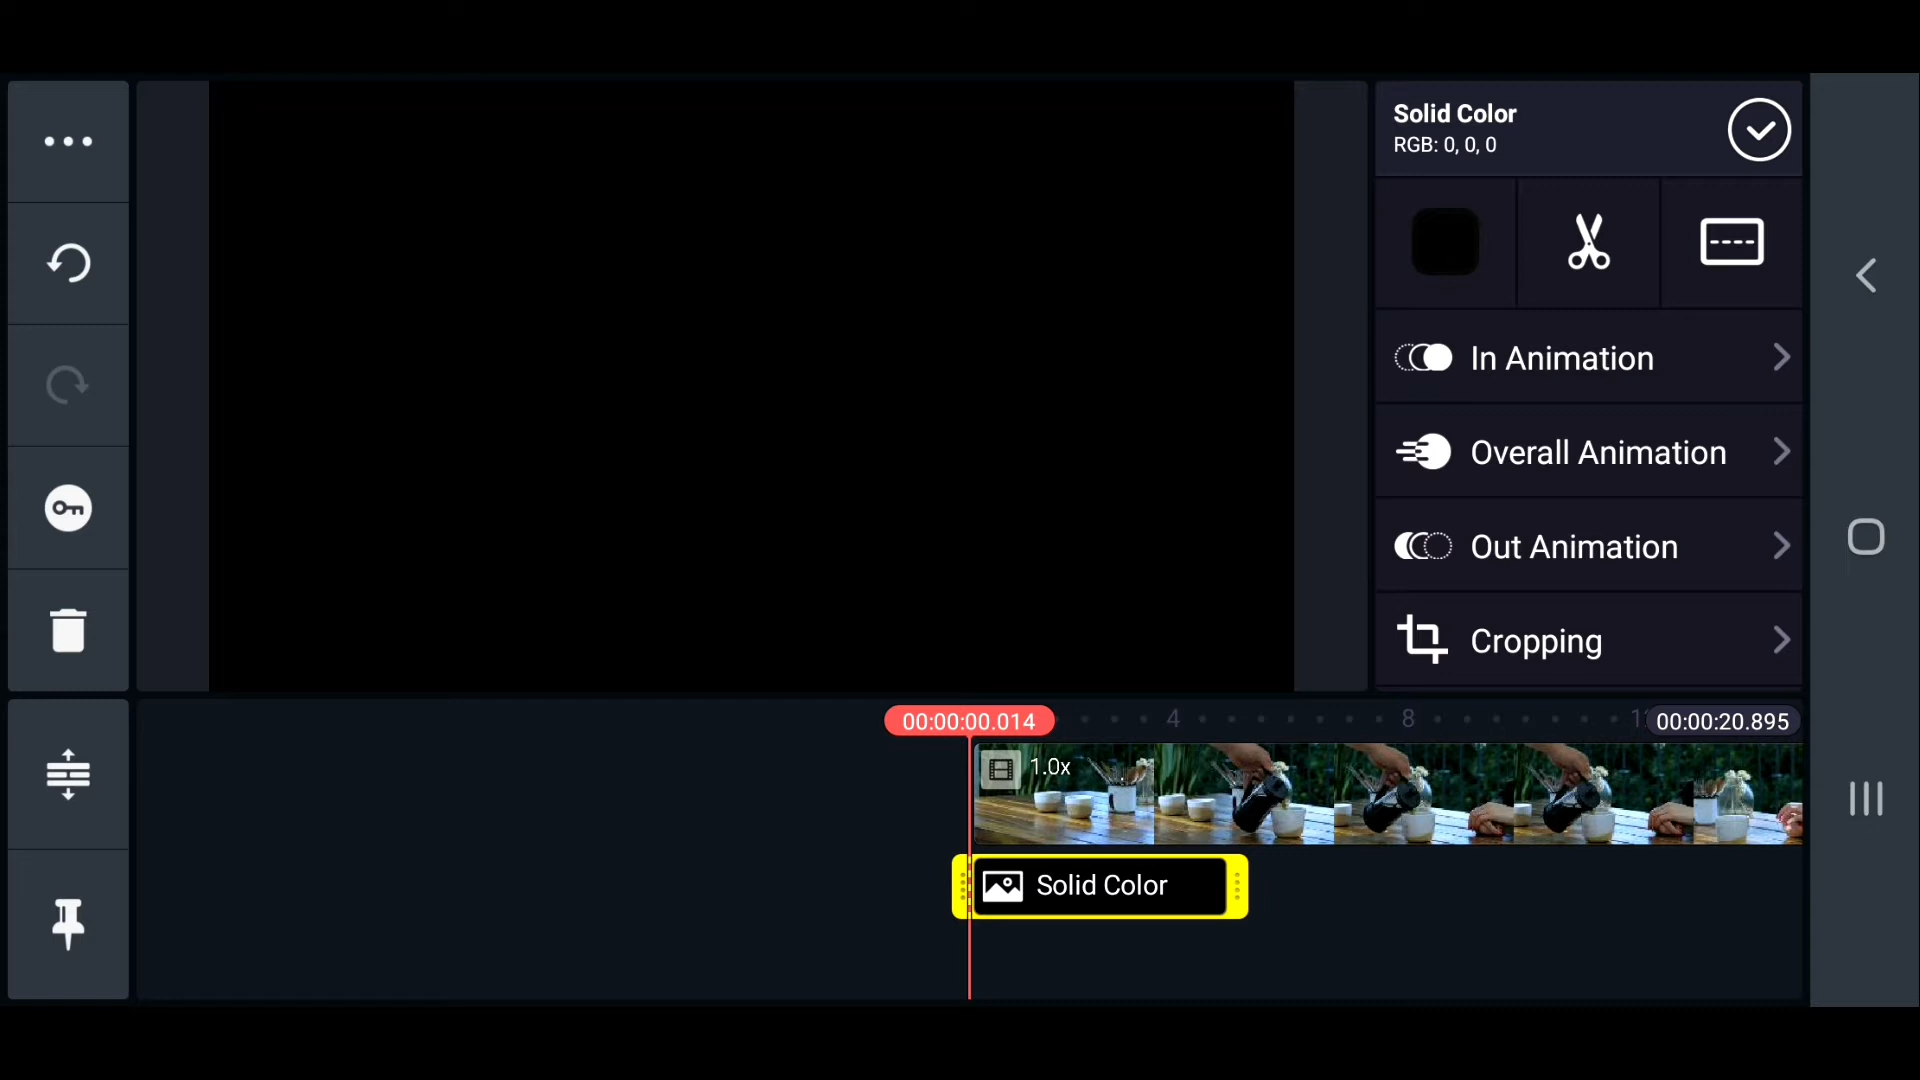 Solid Color
RGB: 0, 0, 0
In Animation
Overall Animation
Out Animation
Cropping
00:00:00.014
4
8
00:00:20.895
1.0x
Solid Color